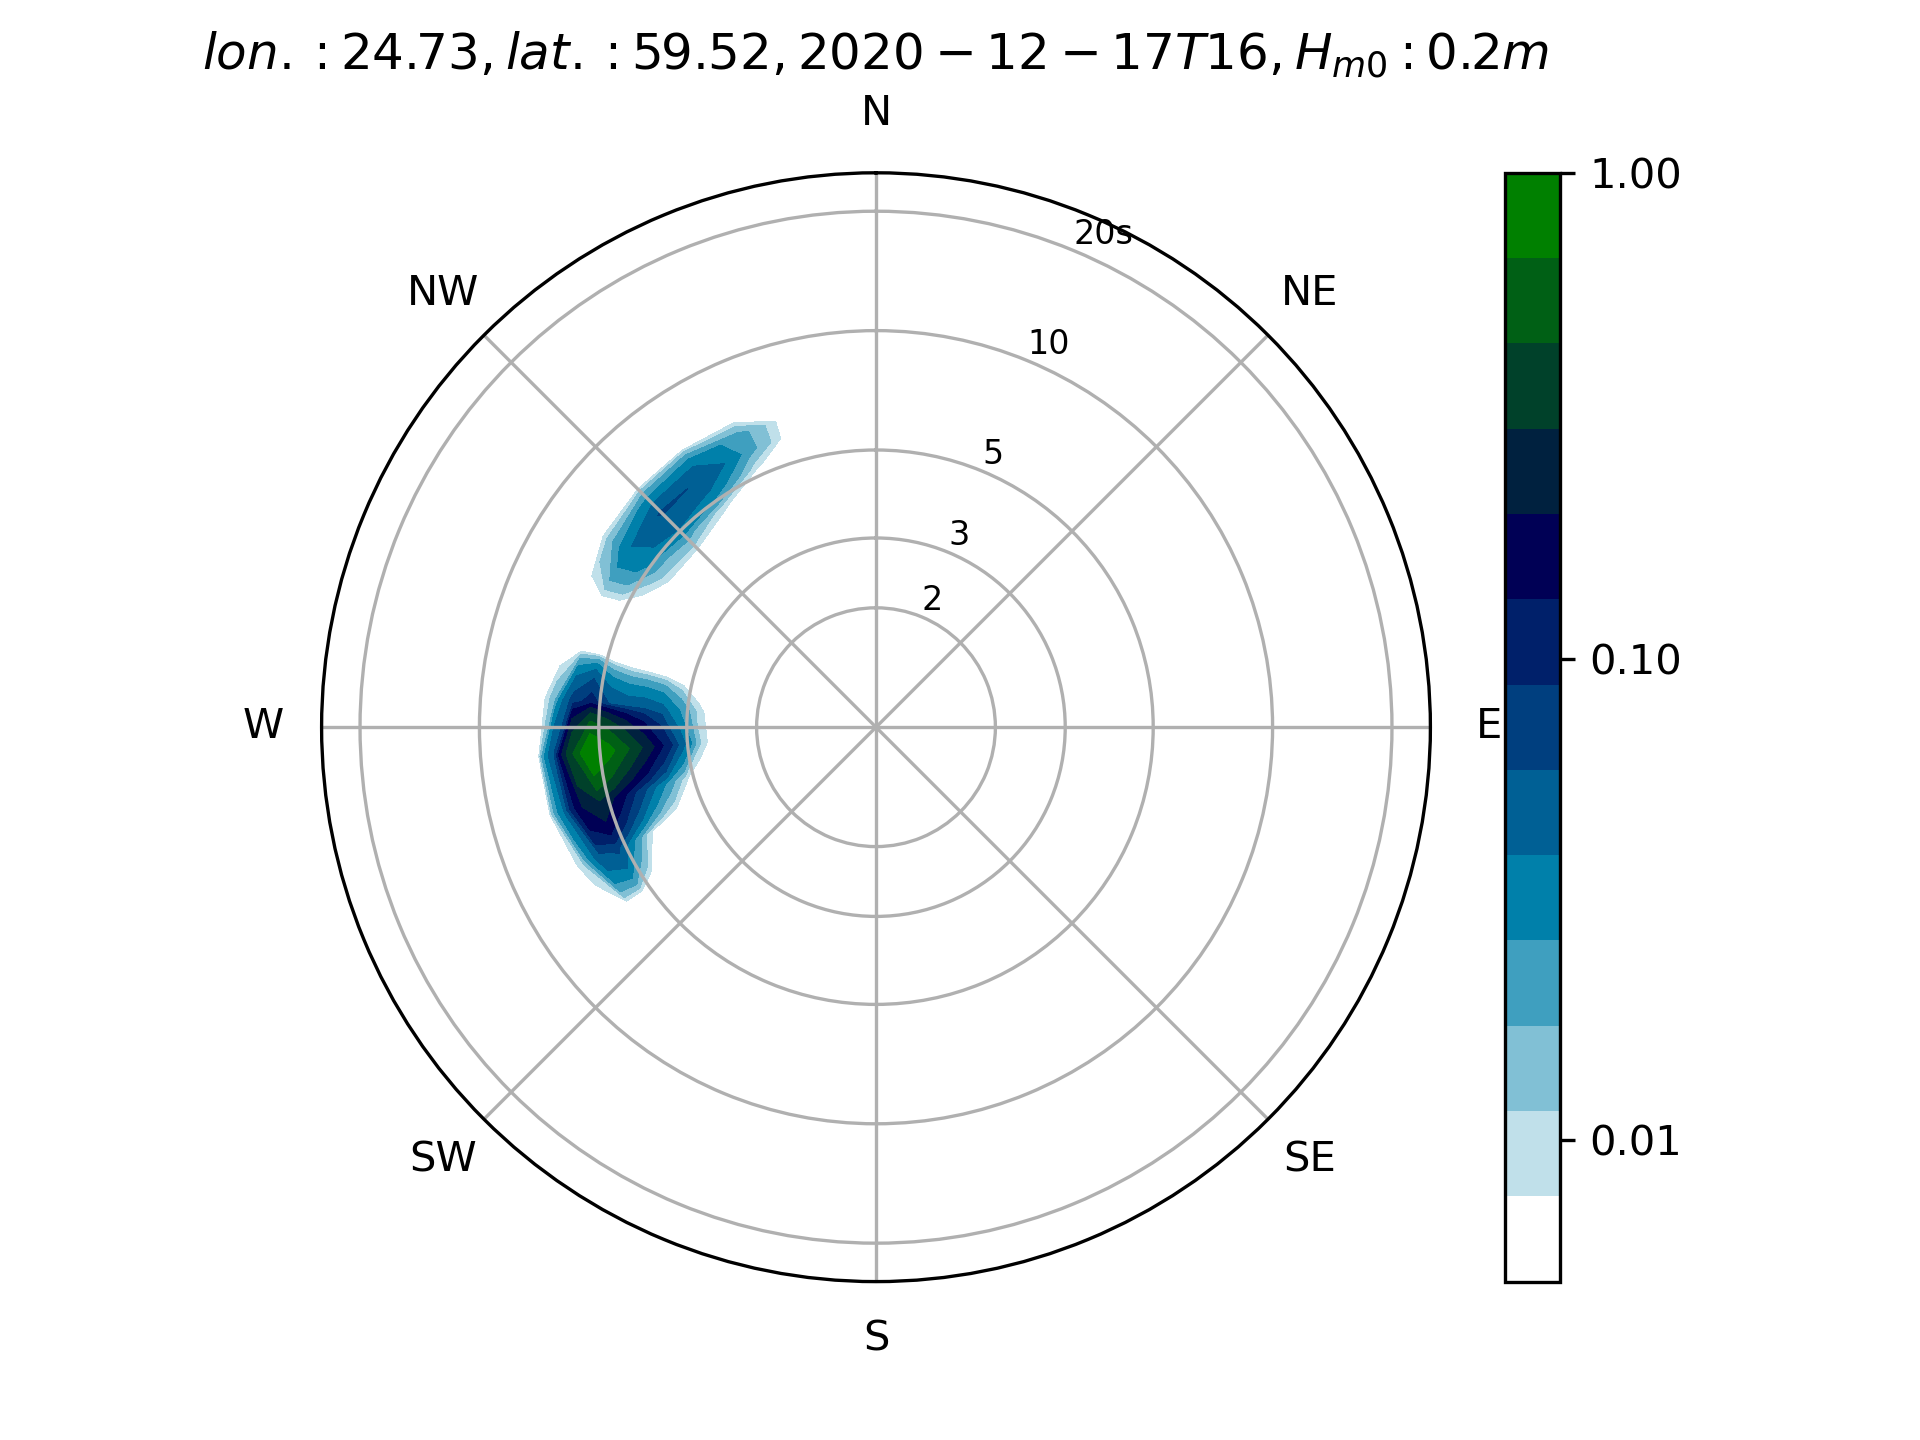 lon. : 24.73, lat. : 59.52, 2020 − 12 − 17T16, Hm0 : 0.2m
N
1.00
20s
NW
NE
10
5
3
2
0.10
W
E
0.01
SW
SE
S